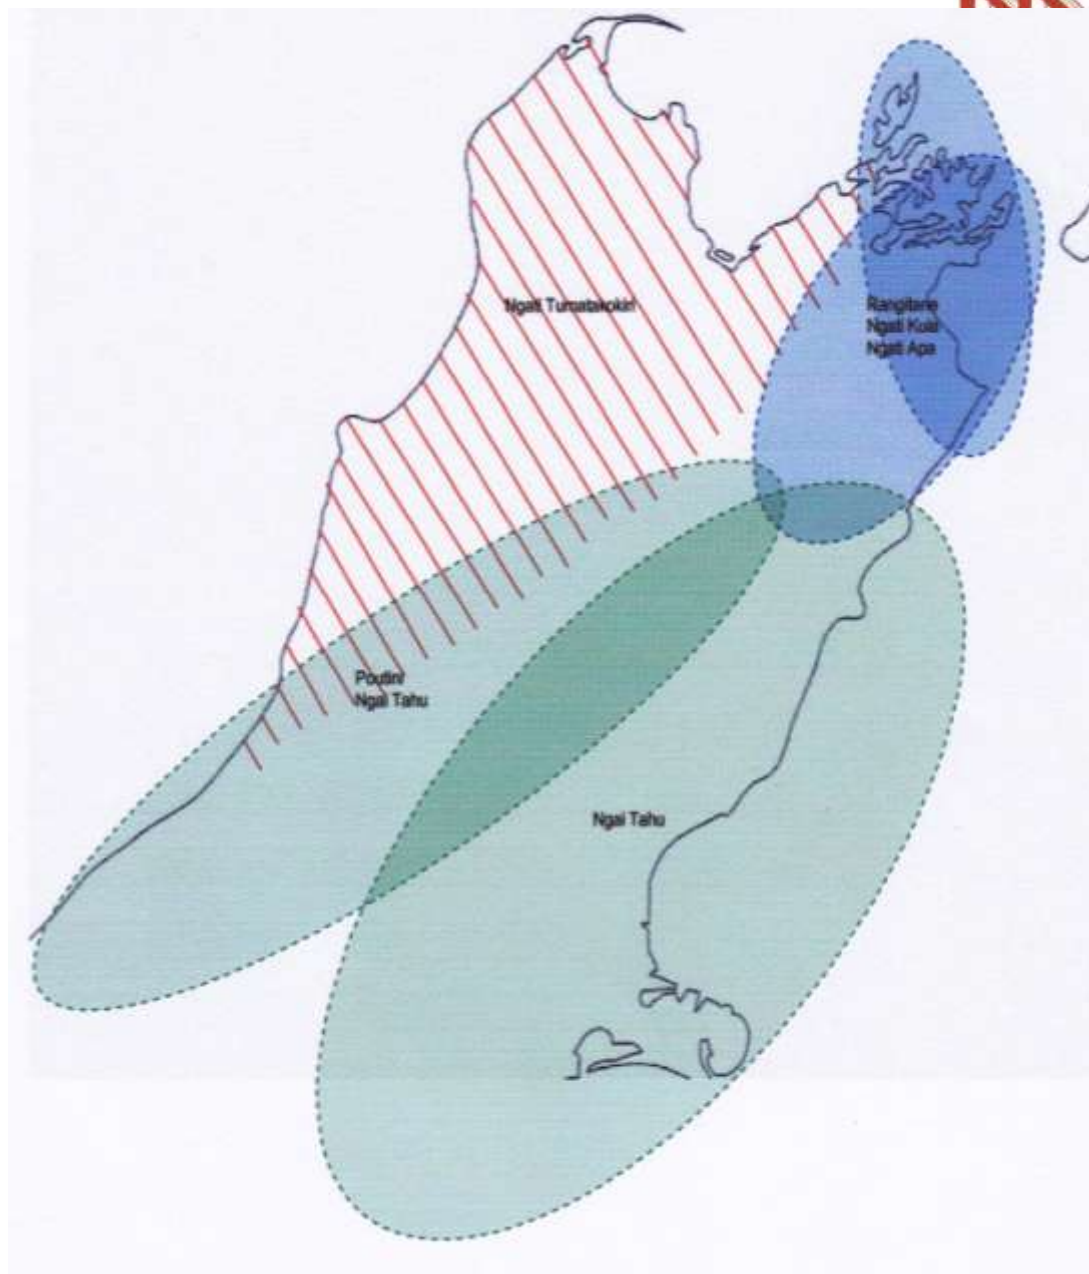 Ngati Tumatakokiri
Rangitane
Ngati Kuia
Ngati Apa
Poutini
Ngai Tahu
Ngai Tahu